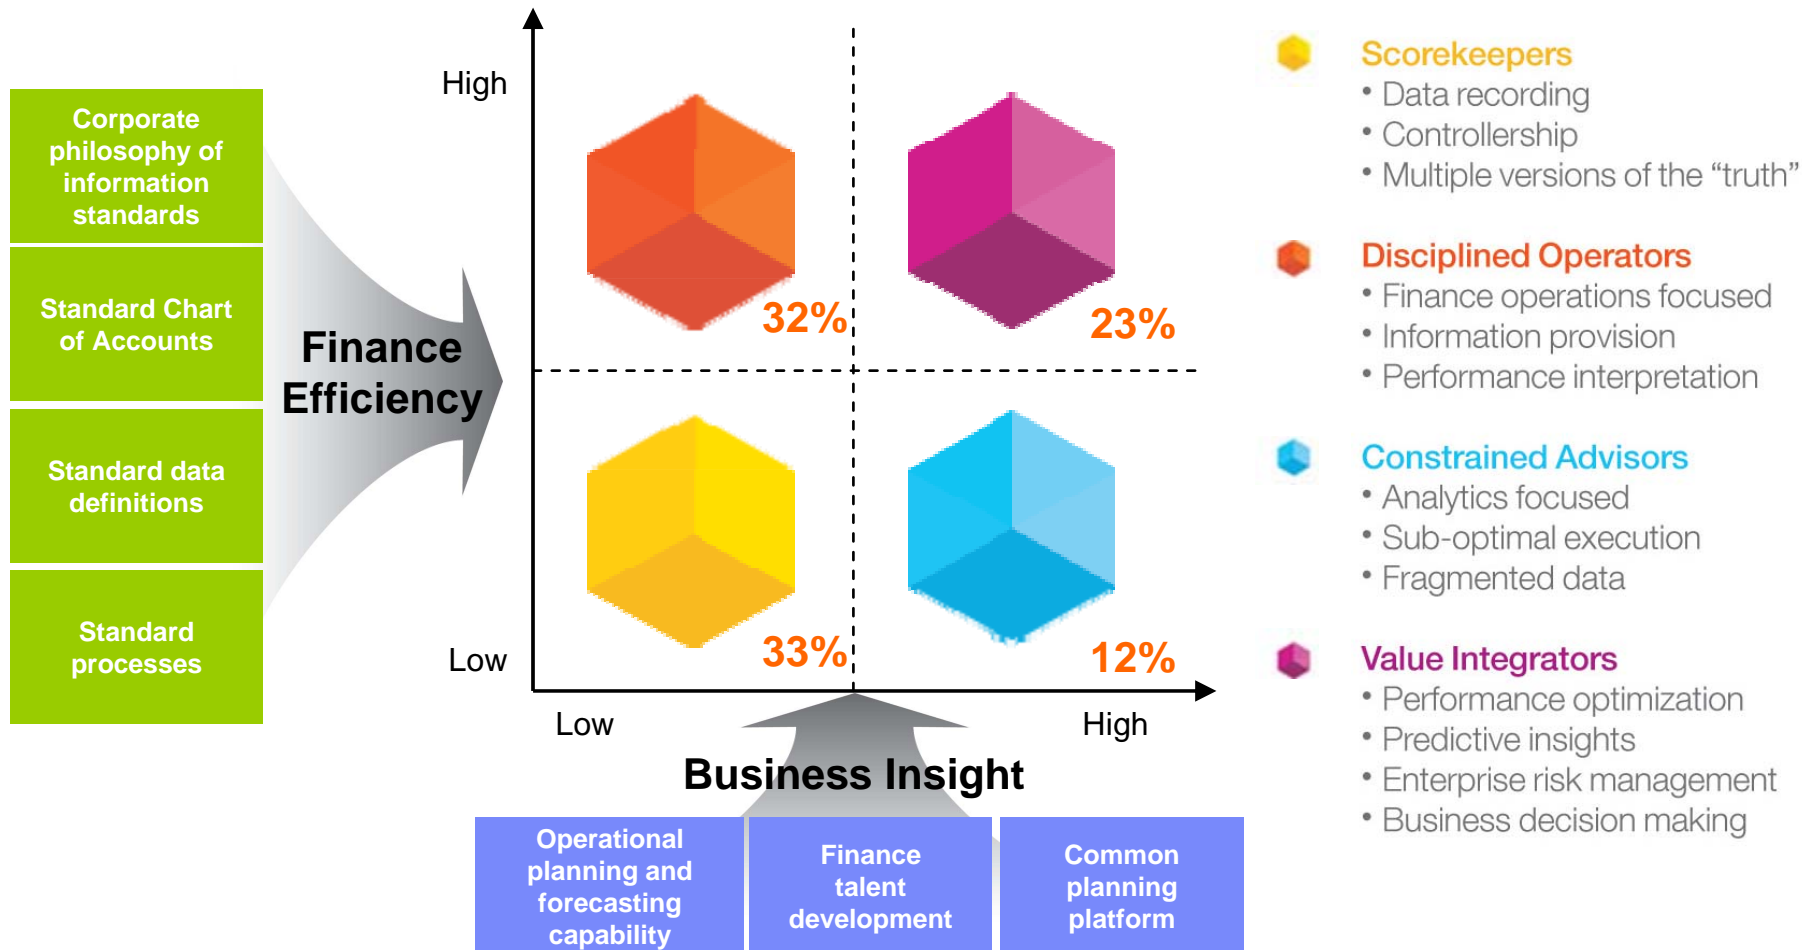 Corporate
philosophy of
information
standards
Standard Chart
of Accounts
Standard data
definitions
Standard
processes
Finance
Efficiency
High
Low
32%
23%
33%
12%
Low
High
Business Insight
Operational
planning and
forecasting
capability
Finance
talent
development
Common
planning
platform
Scorekeepers
• Data recording
• Controllership
• Multiple versions of the “truth”
Disciplined Operators
• Finance operations focused
• Information provision
• Performance interpretation
Constrained Advisors
• Analytics focused
• Sub-optimal execution
• Fragmented data
Value Integrators
• Performance optimization
• Predictive insights
• Enterprise risk management
• Business decision making